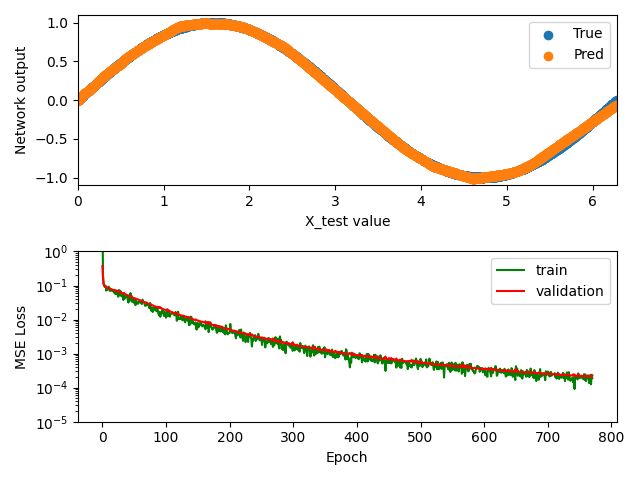 1.0
0.5
0.0
−0.5
−1.0
Network output
True
Pred
0 1 2 3 4 5 6
X_test value
10^0
10^−1
10^−2
10^−3
10^−4
10^−5
MSE Loss
train
validation
0 100 200 300 400 500 600 700 800
Epoch